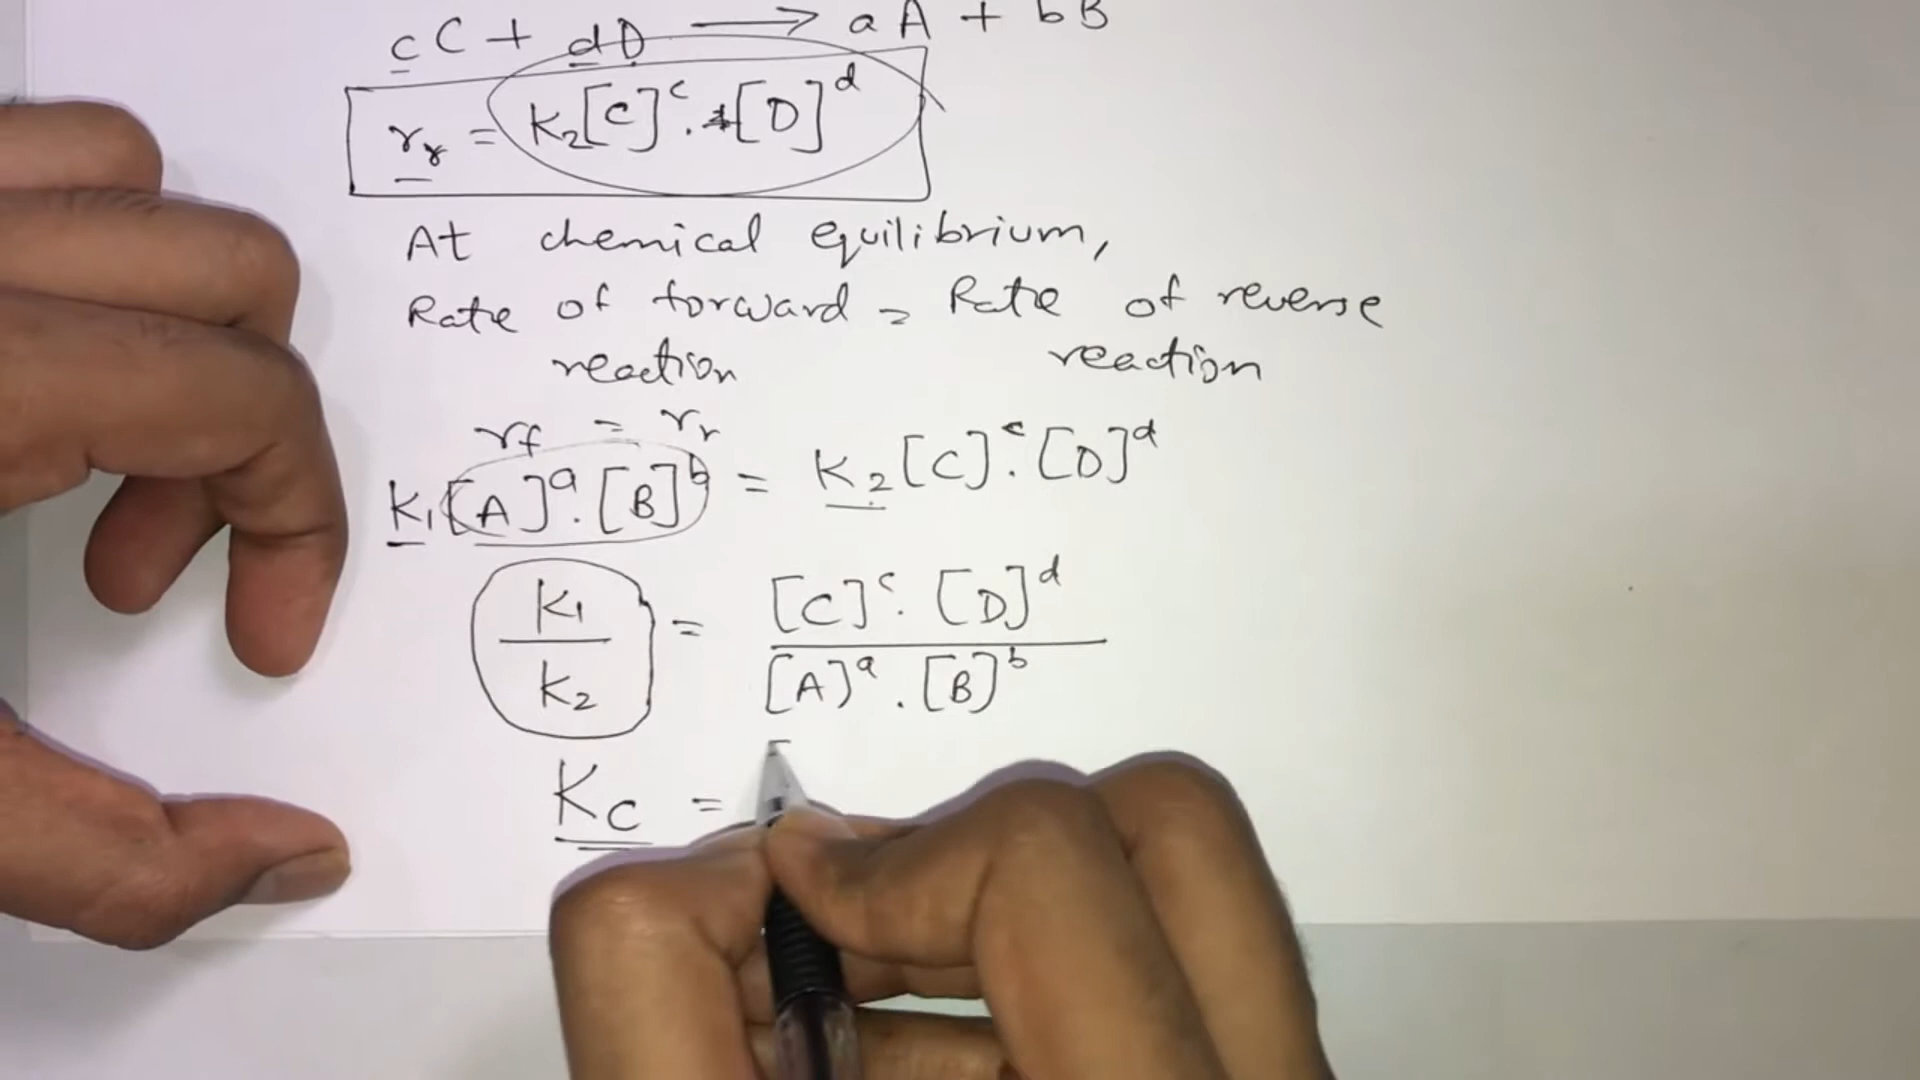 cC + dD ⟶ aA + bB
r_r = K₂[C]^c . [D]^d
At chemical equilibrium,
Rate of forward = Rate of reverse
reaction reaction
r_f = r_r
K₁[A]^a . [B]^b = K₂[C]^c . [D]^d
K₁/K₂ = [C]^c . [D]^d / [A]^a . [B]^b
K_C = [